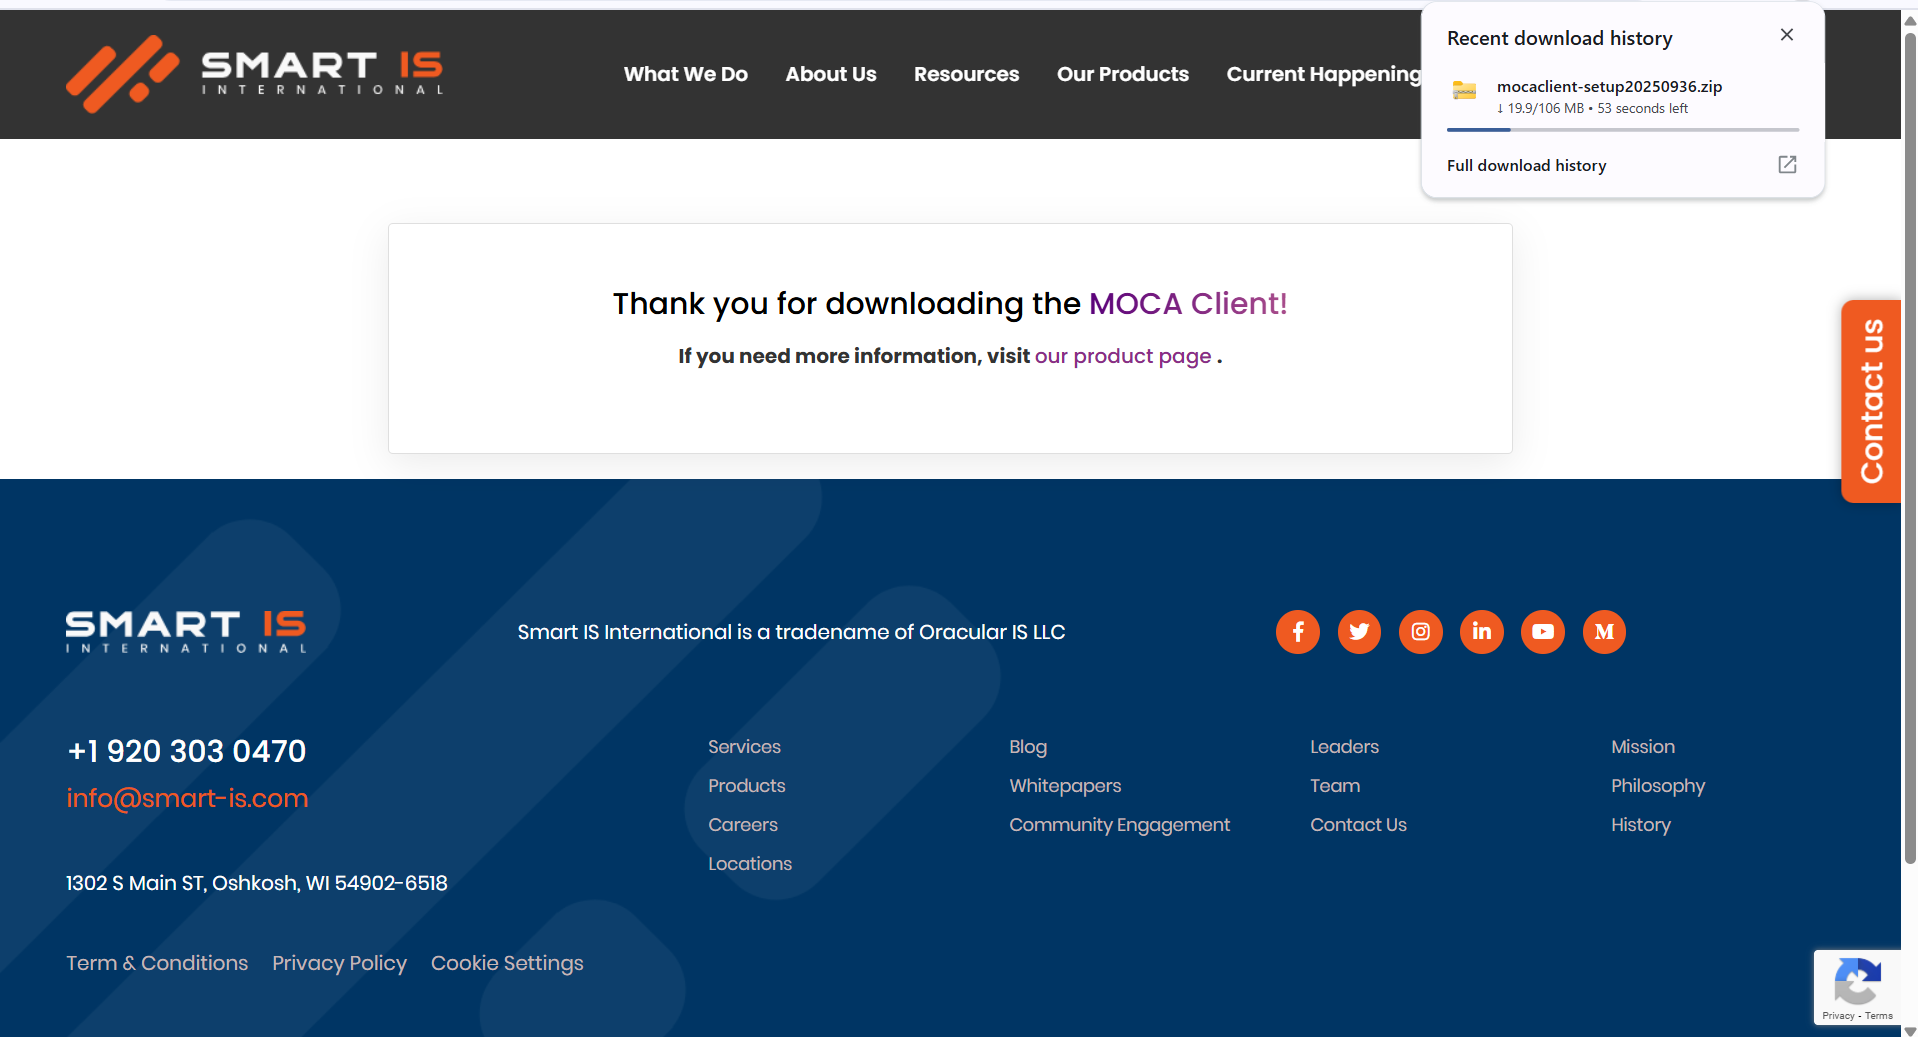 SMART IS
INTERNATIONAL
What We Do
About Us
Resources
Our Products
Current Happening
Recent download history
mocaclient-setup20250936.zip
↓ 19.9/106 MB • 53 seconds left
Full download history
Thank you for downloading the MOCA Client!
If you need more information, visit our product page .
Contact us
SMART IS
INTERNATIONAL
Smart IS International is a tradename of Oracular IS LLC
M
+1 920 303 0470
info@smart-is.com
1302 S Main ST, Oshkosh, WI 54902-6518
Services
Products
Careers
Locations
Blog
Whitepapers
Community Engagement
Leaders
Team
Contact Us
Mission
Philosophy
History
Term & Conditions
Privacy Policy
Cookie Settings
Privacy - Terms